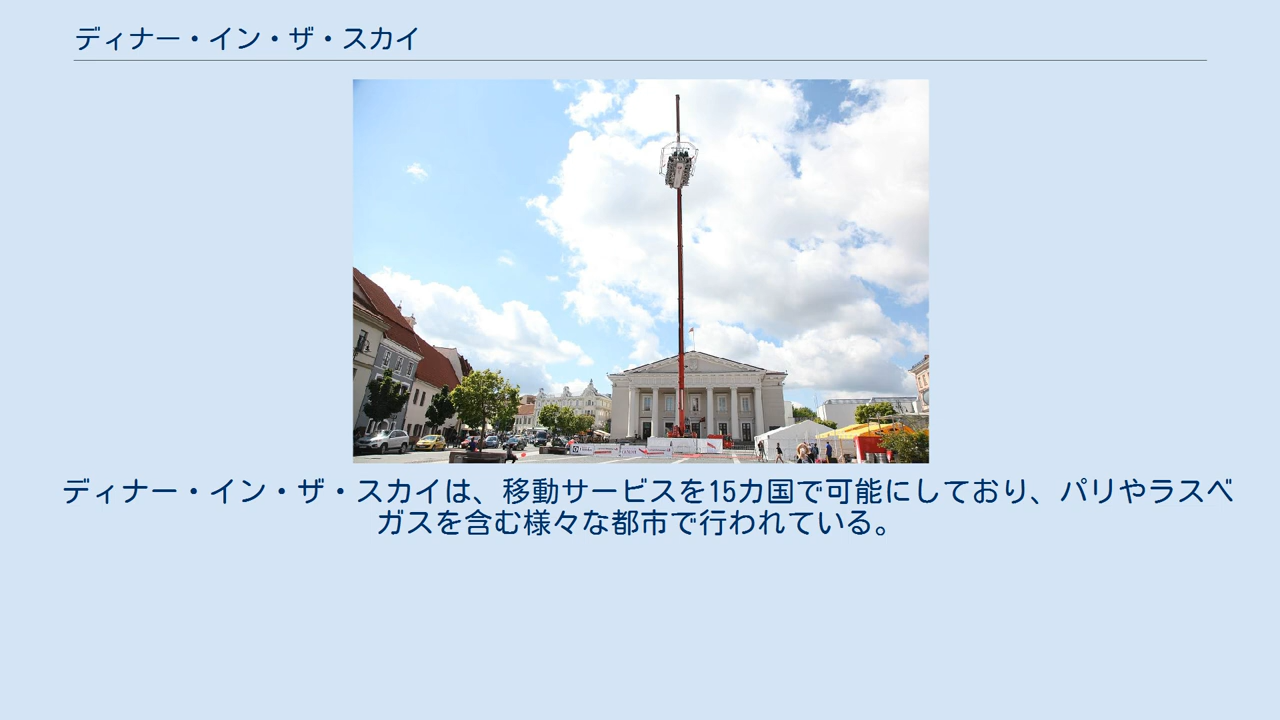 ディナー・イン・ザ・スカイ
ディナー・イン・ザ・スカイは、移動サービスを15カ国で可能にしており、パリやラスベ
ガスを含む様々な都市で行われている。